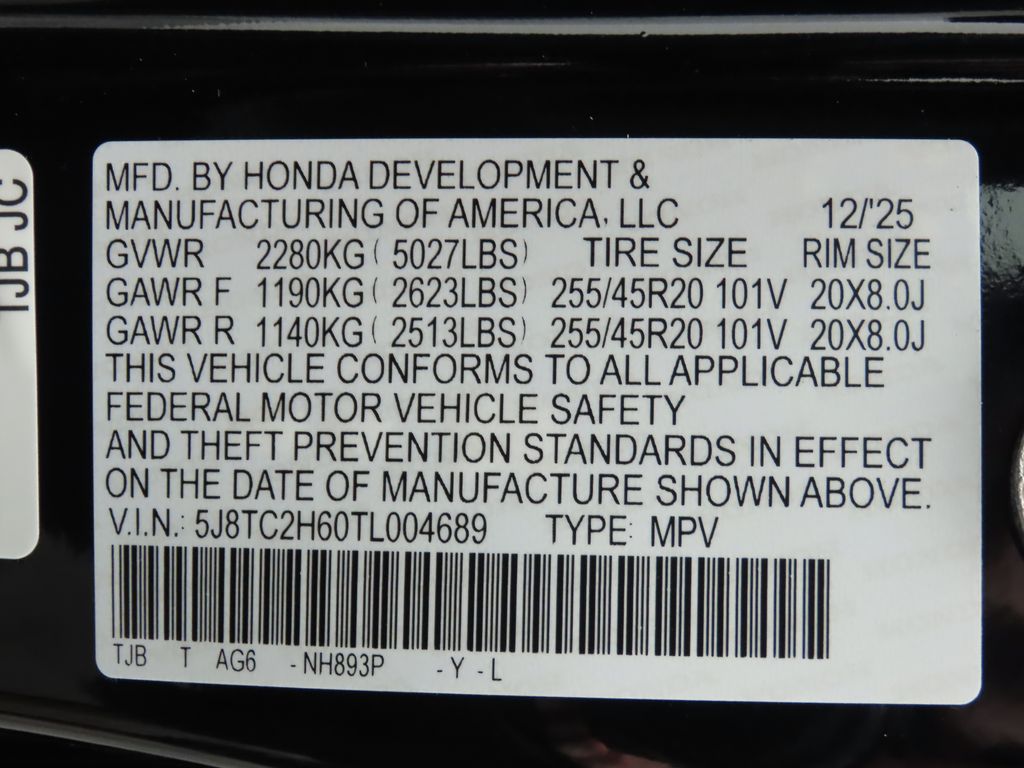 MFD. BY HONDA DEVELOPMENT &
MANUFACTURING OF AMERICA, LLC 12/'25
GVWR 2280KG ( 5027LBS) TIRE SIZE RIM SIZE
GAWR F 1190KG ( 2623LBS) 255/45R20 101V 20X8.0J
GAWR R 1140KG ( 2513LBS) 255/45R20 101V 20X8.0J
THIS VEHICLE CONFORMS TO ALL APPLICABLE
FEDERAL MOTOR VEHICLE SAFETY
AND THEFT PREVENTION STANDARDS IN EFFECT
ON THE DATE OF MANUFACTURE SHOWN ABOVE.
V.I.N.: 5J8TC2H60TL004689 TYPE: MPV
TJB T AG6 -NH893P -Y -L
TJB JC